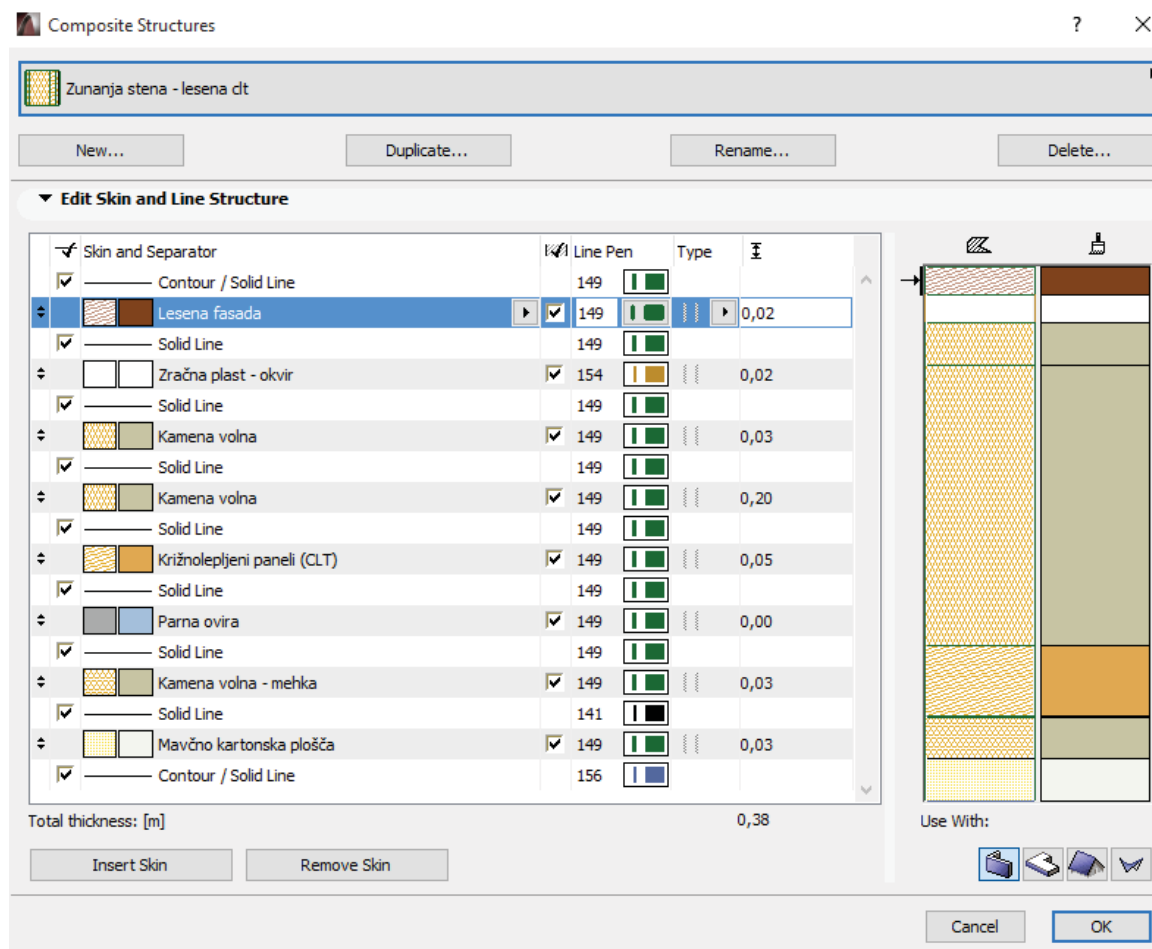 Composite Structures ?
Zunanja stena - lesena clt
New... Duplicate... Rename... Delete...
Edit Skin and Line Structure
Skin and Separator Line Pen Type
Contour / Solid Line 149
Lesena fasada 149 0,02
Solid Line 149
Zračna plast - okvir 154 0,02
Solid Line 149
Kamena volna 149 0,03
Solid Line 149
Kamena volna 149 0,20
Solid Line 149
Križnolepljeni paneli (CLT) 149 0,05
Solid Line 149
Parna ovira 149 0,00
Solid Line 149
Kamena volna - mehka 149 0,03
Solid Line 141
Mavčno kartonska plošča 149 0,03
Contour / Solid Line 156
Total thickness: [m] 0,38 Use With:
Insert Skin Remove Skin
Cancel OK